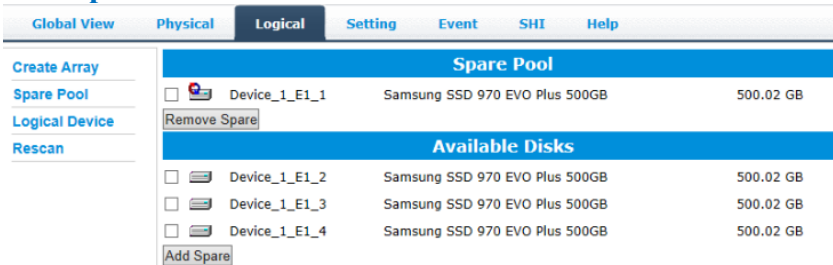 Global View Physical Logical Setting Event SHI Help
Create Array
Spare Pool
Logical Device
Rescan
Spare Pool
Device_1_E1_1 Samsung SSD 970 EVO Plus 500GB 500.02 GB
Remove Spare
Available Disks
Device_1_E1_2 Samsung SSD 970 EVO Plus 500GB 500.02 GB
Device_1_E1_3 Samsung SSD 970 EVO Plus 500GB 500.02 GB
Device_1_E1_4 Samsung SSD 970 EVO Plus 500GB 500.02 GB
Add Spare